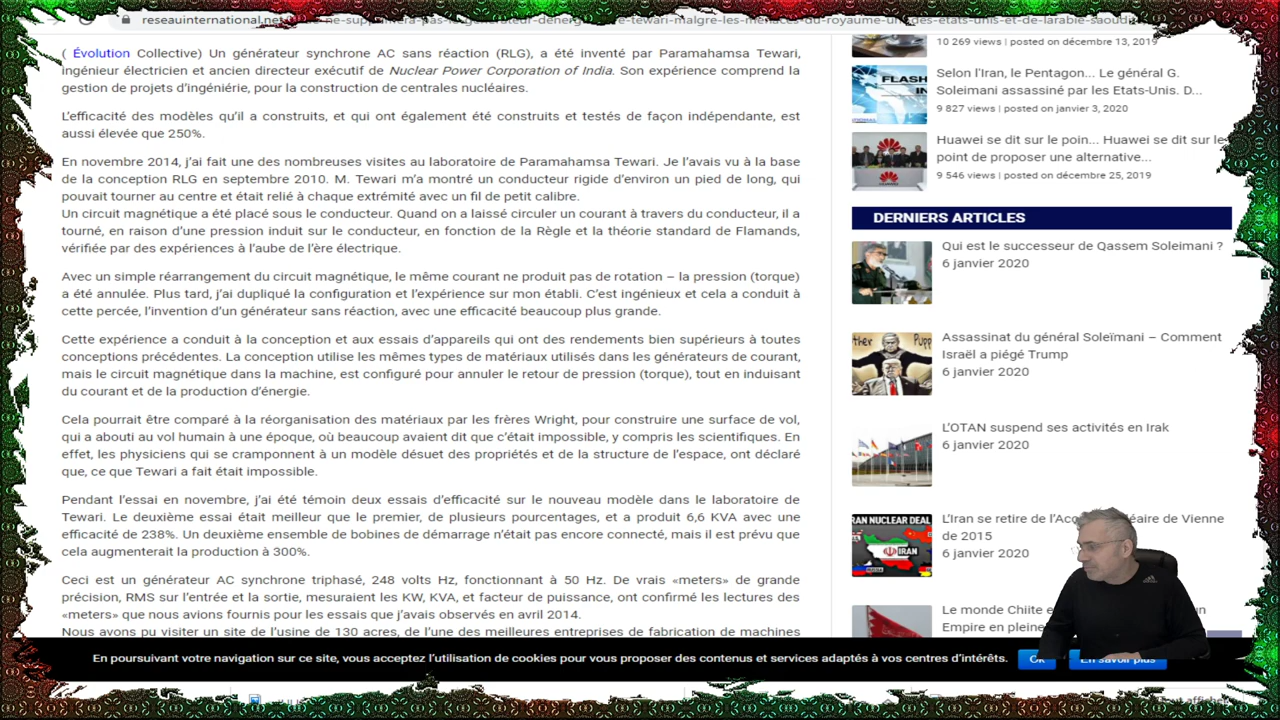 reseauinternational.net
( Évolution Collective) Un générateur synchrone AC sans réaction (RLG), a été inventé par Paramahamsa Tewari,
ingénieur électricien et ancien directeur exécutif de Nuclear Power Corporation of India. Son expérience comprend la
gestion de projets d'ingéniérie, pour la construction de centrales nucléaires.
L'efficacité des modèles qu'il a construits, et qui ont également été construits et testés de façon indépendante, est
aussi élevée que 250%.
En novembre 2014, j'ai fait une des nombreuses visites au laboratoire de Paramahamsa Tewari. Je l'avais vu à la base
de la conception RLG en septembre 2010. M. Tewari m'a montré un conducteur rigide d'environ un pied de long, qui
pouvait tourner au centre et était relié à chaque extrémité avec un fil de petit calibre.
Un circuit magnétique a été placé sous le conducteur. Quand on a laissé circuler un courant à travers du conducteur, il a
tourné, en raison d'une pression induit sur le conducteur, en fonction de la Règle et la théorie standard de Flamands,
vérifiée par des expériences à l'aube de l'ère électrique.
Avec un simple réarrangement du circuit magnétique, le même courant ne produit pas de rotation – la pression (torque)
a été annulée. Plus tard, j'ai dupliqué la configuration et l'expérience sur mon établi. C'est ingénieux et cela a conduit à
cette percée, l'invention d'un générateur sans réaction, avec une efficacité beaucoup plus grande.
Cette expérience a conduit à la conception et aux essais d'appareils qui ont des rendements bien supérieurs à toutes
conceptions précédentes. La conception utilise les mêmes types de matériaux utilisés dans les générateurs de courant,
mais le circuit magnétique dans la machine, est configuré pour annuler le retour de pression (torque), tout en induisant
du courant et de la production d'énergie.
Cela pourrait être comparé à la réorganisation des matériaux par les frères Wright, pour construire une surface de vol,
qui a abouti au vol humain à une époque, où beaucoup avaient dit que c'était impossible, y compris les scientifiques. En
effet, les physiciens qui se cramponnent à un modèle désuet des propriétés et de la structure de l'espace, ont déclaré
que, ce que Tewari a fait était impossible.
Pendant l'essai en novembre, j'ai été témoin deux essais d'efficacité sur le nouveau modèle dans le laboratoire de
Tewari. Le deuxième essai était meilleur que le premier, de plusieurs pourcentages, et a produit 6,6 KVA avec une
efficacité de 238%. Un deuxième ensemble de bobines de démarrage n'était pas encore connecté, mais il est prévu que
cela augmenterait la production à 300%.
Ceci est un générateur AC synchrone triphasé, 248 volts Hz, fonctionnant à 50 Hz. De vrais «meters» de grande
précision, RMS sur l'entrée et la sortie, mesuraient les KW, KVA, et facteur de puissance, ont confirmé les lectures des
«meters» que nous avions fournis pour les essais que j'avais observés en avril 2014.
Nous avons pu visiter un site de l'usine de 130 acres, de l'une des meilleures entreprises de fabrication de machines
10 269 views | posted on décembre 13, 2019
FLASH
IN
Selon l'Iran, le Pentagon... Le général G.
Soleimani assassiné par les Etats-Unis. D...
9 827 views | posted on janvier 3, 2020
HUAWEI
Huawei se dit sur le poin... Huawei se dit sur le
point de proposer une alternative...
9 546 views | posted on décembre 25, 2019
DERNIERS ARTICLES
Qui est le successeur de Qassem Soleimani ?
6 janvier 2020
Assassinat du général Soleïmani – Comment
Israël a piégé Trump
6 janvier 2020
L'OTAN suspend ses activités en Irak
6 janvier 2020
RAN NUCLEAR DEAL
IRAN
L'Iran se retire de l'Acc
éaire de Vienne
de 2015
6 janvier 2020
Le monde Chiite
un
Empire en plein
En poursuivant votre navigation sur ce site, vous acceptez l'utilisation de cookies pour vous proposer des contenus et services adaptés à vos centres d'intérêts.
Ok
En savoir plus